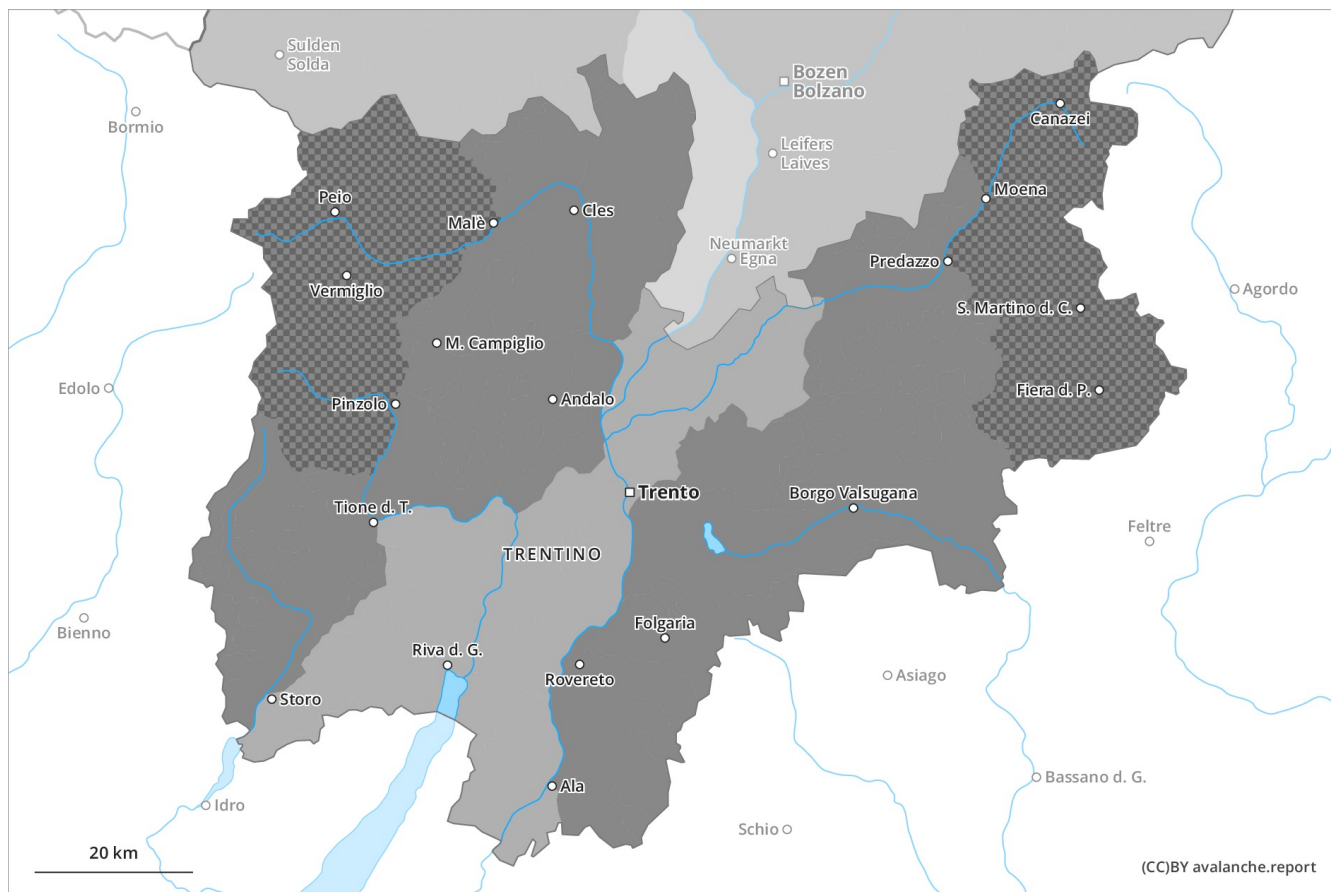 Sulden
Solda
Bozen
Bolzano
Bormio
Canazei
Leifers
Laives
Moena
Peio
Malè
Cles
Neumarkt
Egna
Predazzo
Vermiglio
Agordo
S. Martino d. C.
M. Campiglio
Edolo
Pinzolo
Andalo
Fiera d. P.
Trento
Borgo Valsugana
Tione d. T.
Feltre
TRENTINO
Bienno
Folgaria
Riva d. G.
Rovereto
Asiago
Storo
Bassano d. G.
Ala
Idro
Schio
20 km
(CC)BY avalanche.report